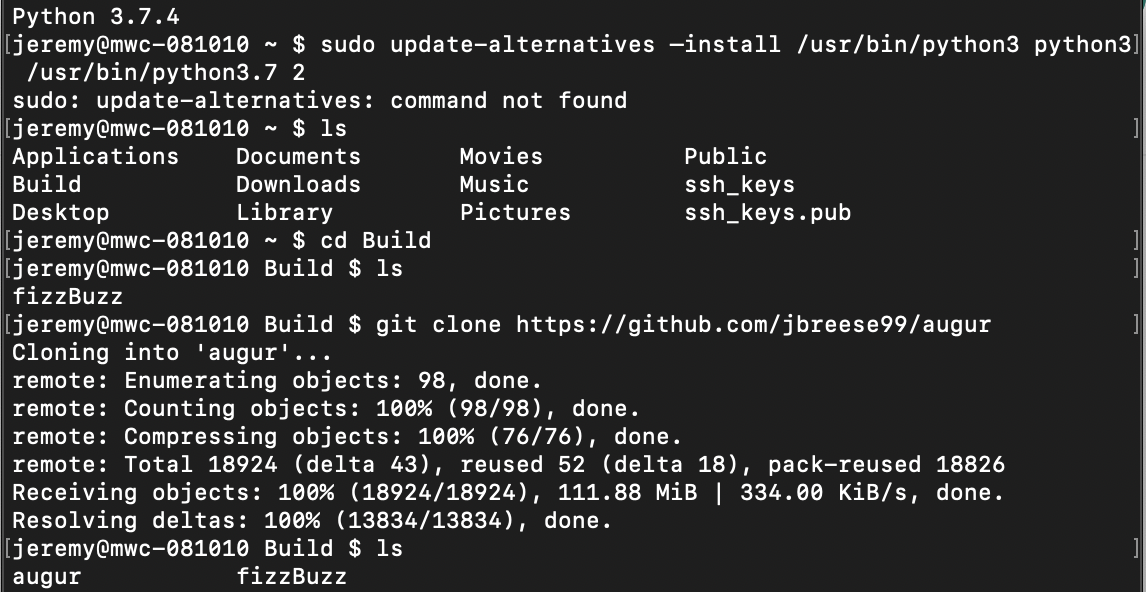 Python 3.7.4
[jeremy@mwc-081010 ~ $ sudo update-alternatives —install /usr/bin/python3 python3]
 /usr/bin/python3.7 2
sudo: update-alternatives: command not found
[jeremy@mwc-081010 ~ $ ls ]
Applications Documents Movies Public
Build Downloads Music ssh_keys
Desktop Library Pictures ssh_keys.pub
[jeremy@mwc-081010 ~ $ cd Build ]
[jeremy@mwc-081010 Build $ ls ]
fizzBuzz
[jeremy@mwc-081010 Build $ git clone https://github.com/jbreese99/augur ]
Cloning into 'augur'...
remote: Enumerating objects: 98, done.
remote: Counting objects: 100% (98/98), done.
remote: Compressing objects: 100% (76/76), done.
remote: Total 18924 (delta 43), reused 52 (delta 18), pack-reused 18826
Receiving objects: 100% (18924/18924), 111.88 MiB | 334.00 KiB/s, done.
Resolving deltas: 100% (13834/13834), done.
[jeremy@mwc-081010 Build $ ls ]
augur fizzBuzz